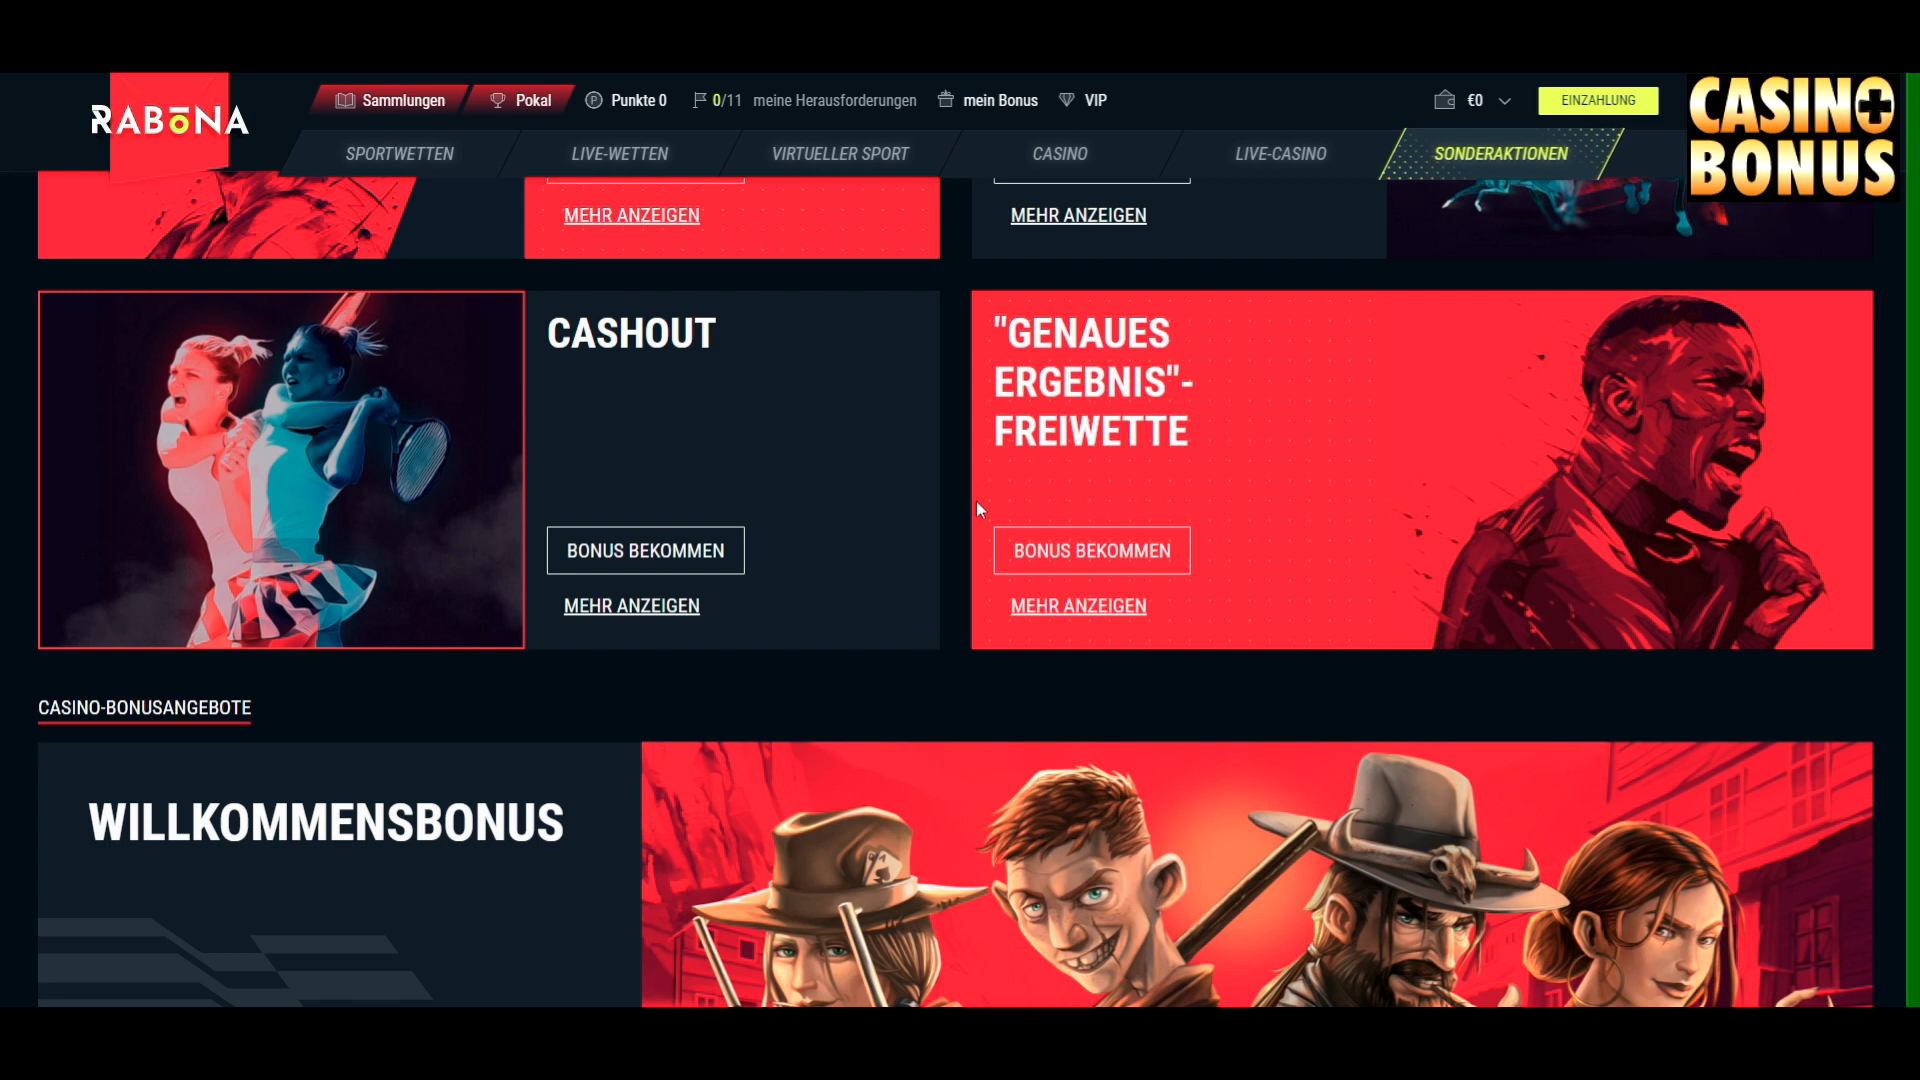 RABONA
Sammlungen
Pokal
Punkte 0
0/11 meine Herausforderungen
mein Bonus
VIP
€0
EINZAHLUNG
CASINO
BONUS
SPORTWETTEN
LIVE-WETTEN
VIRTUELLER SPORT
CASINO
LIVE-CASINO
SONDERAKTIONEN
MEHR ANZEIGEN
MEHR ANZEIGEN
CASHOUT
BONUS BEKOMMEN
MEHR ANZEIGEN
"GENAUES
ERGEBNIS"-
FREIWETTE
BONUS BEKOMMEN
MEHR ANZEIGEN
CASINO-BONUSANGEBOTE
WILLKOMMENSBONUS